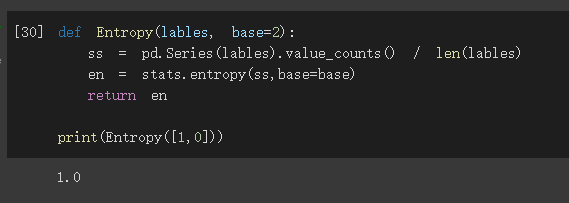 [30] def Entropy(lables, base=2):
ss = pd.Series(lables).value_counts() / len(lables)
en = stats.entropy(ss,base=base)
return en
print(Entropy([1,0]))
1.0